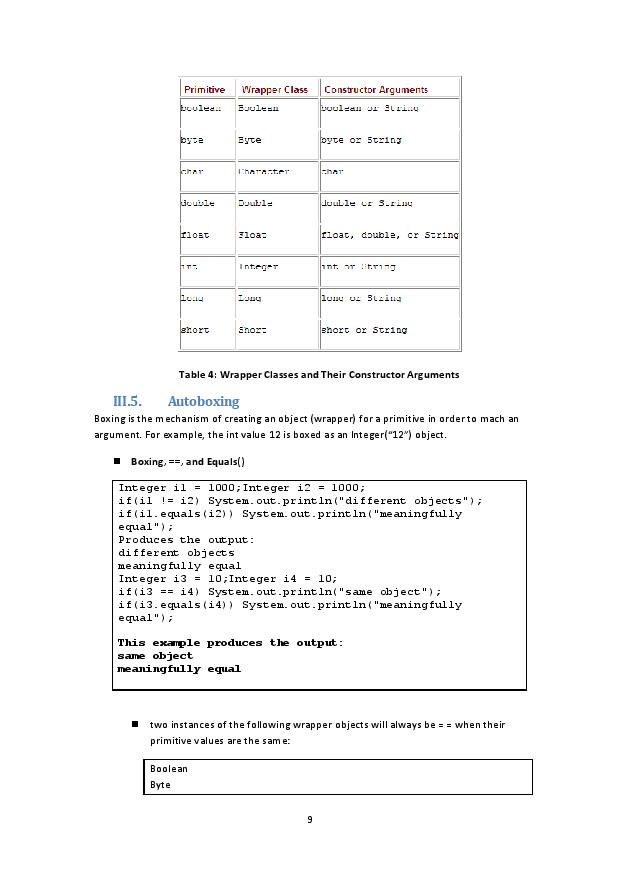 Primitive Wrapper Class Constructor Arguments
boolean Boolean boolean or String
byte Byte byte or String
char Character char
double Double double or String
float Float float, double, or String
int Integer int or String
long Long long or String
short Short short or String
Table 4: Wrapper Classes and Their Constructor Arguments
III.5. Autoboxing
Boxing is the mechanism of creating an object (wrapper) for a primitive in order to mach an
argument. For example, the int value 12 is boxed as an Integer(“12”) object.
■ Boxing, ==, and Equals()
Integer i1 = 1000;Integer i2 = 1000;
if(i1 != i2) System.out.println("different objects");
if(i1.equals(i2)) System.out.println("meaningfully
equal");
Produces the output:
different objects
meaningfully equal
Integer i3 = 10;Integer i4 = 10;
if(i3 == i4) System.out.println("same object");
if(i3.equals(i4)) System.out.println("meaningfully
equal");
This example produces the output:
same object
meaningfully equal
■ two instances of the following wrapper objects will always be = = when their
primitive values are the same:
Boolean
Byte
9